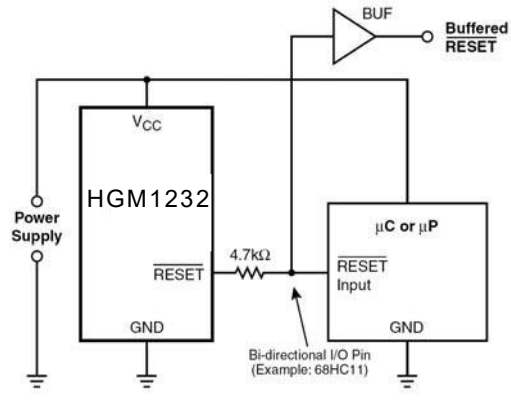 BUF
Buffered
RESET
VCC
HGM1232
Power
Supply
μC or μP
4.7kΩ
RESET
RESET
Input
GND
GND
Bi-directional I/O Pin
(Example: 68HC11)